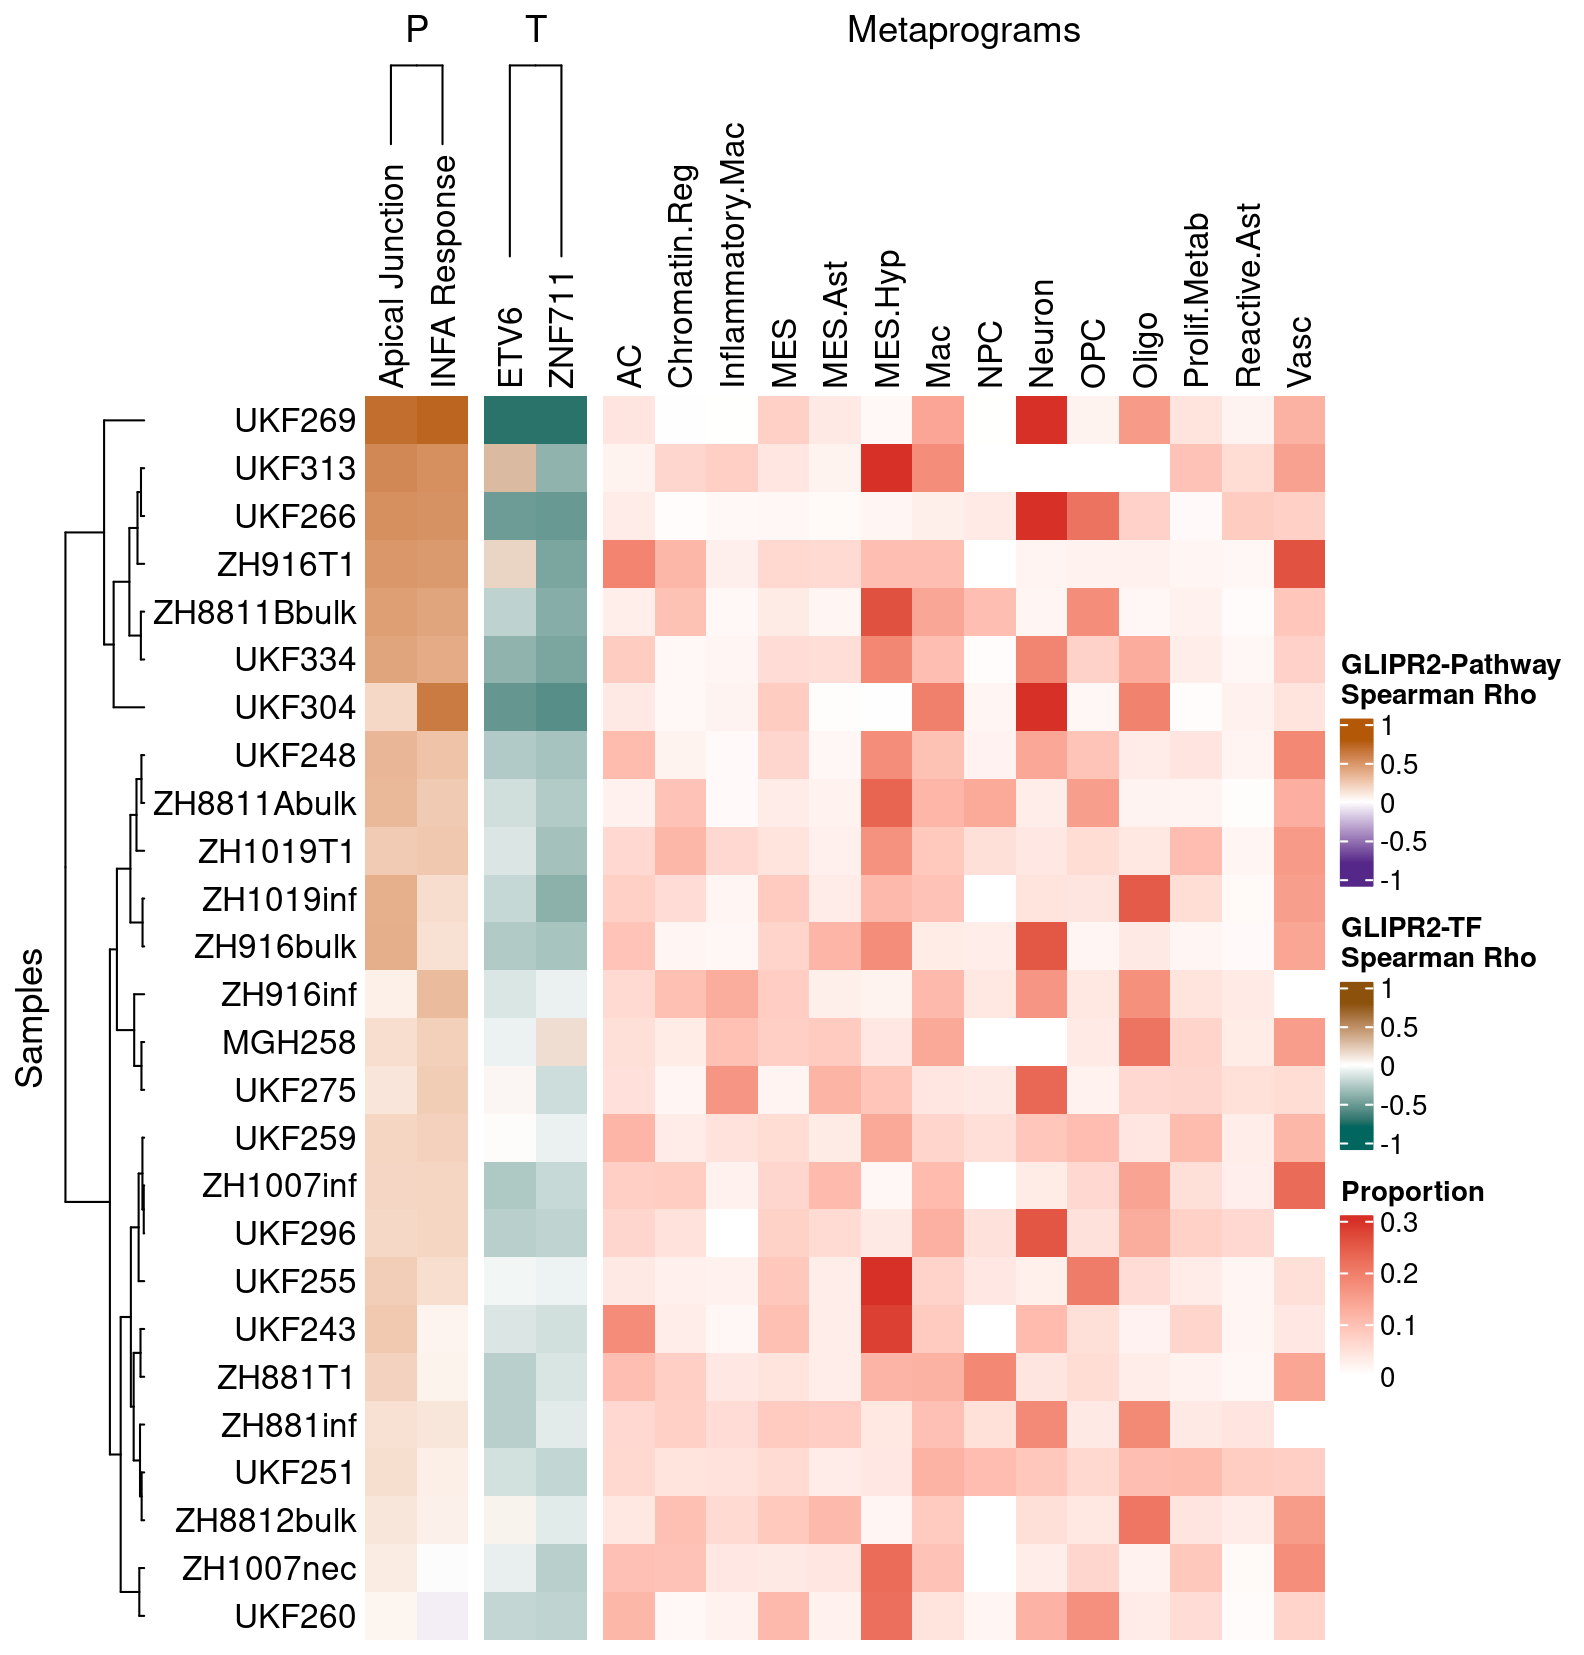 P
T
Metaprograms
Apical Junction
INFA Response
ETV6
ZNF711
AC
Chromatin.Reg
Inflammatory.Mac
MES
MES.Ast
MES.Hyp
Mac
NPC
Neuron
OPC
Oligo
Prolif.Metab
Reactive.Ast
Vasc
Samples
UKF269
UKF313
UKF266
ZH916T1
ZH8811Bbulk
UKF334
UKF304
UKF248
ZH8811Abulk
ZH1019T1
ZH1019inf
ZH916bulk
ZH916inf
MGH258
UKF275
UKF259
ZH1007inf
UKF296
UKF255
UKF243
ZH881T1
ZH881inf
UKF251
ZH8812bulk
ZH1007nec
UKF260
GLIPR2-Pathway
Spearman Rho
1
0.5
0
-0.5
-1
GLIPR2-TF
Spearman Rho
1
0.5
0
-0.5
-1
Proportion
0.3
0.2
0.1
0